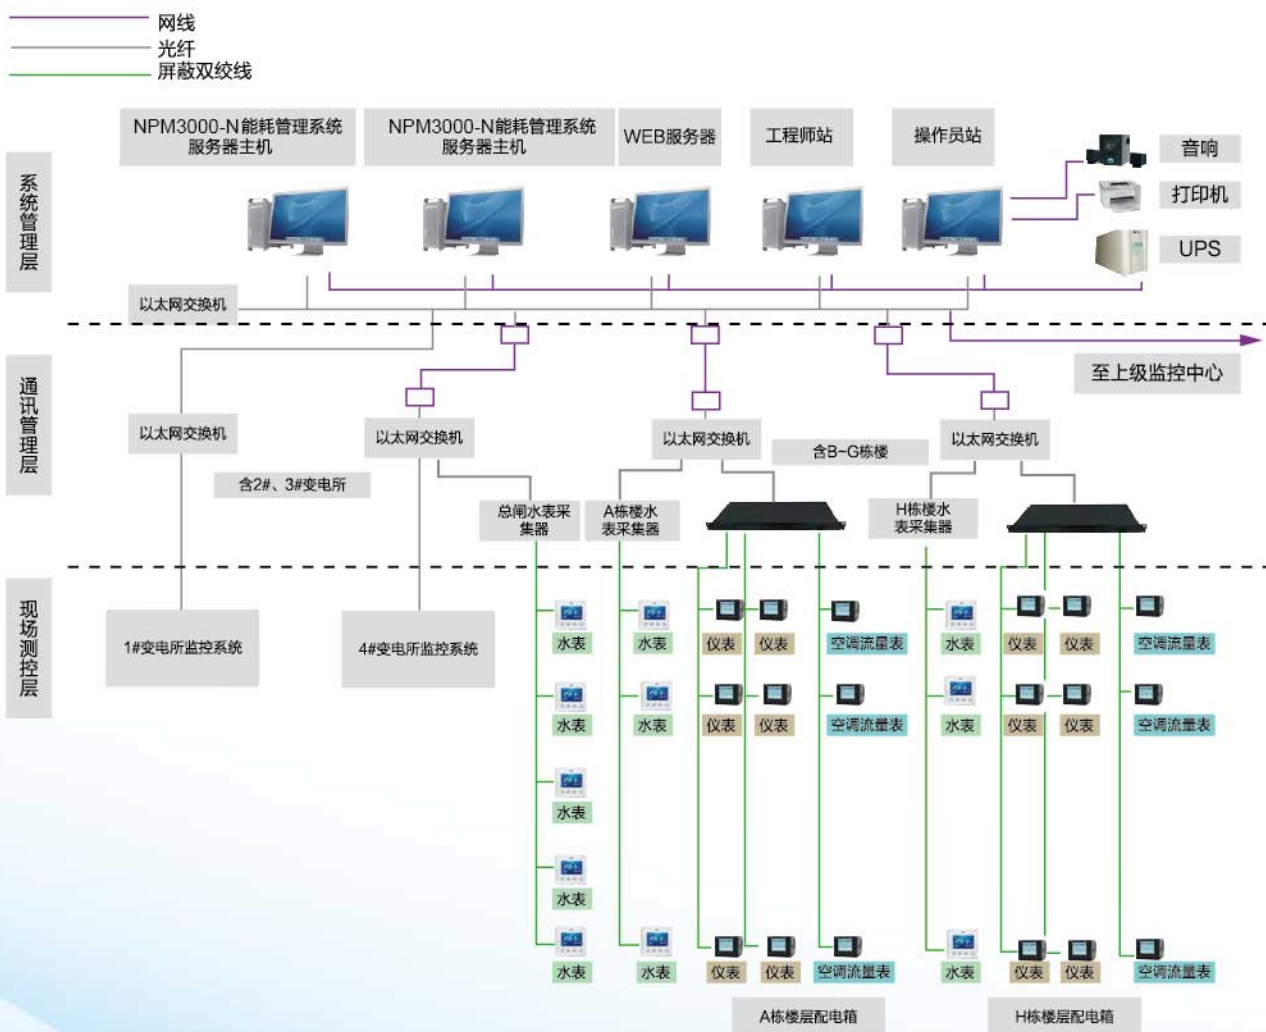 网线
光纤
屏蔽双绞线
NPM3000-N能耗管理系统
服务器主机
NPM3000-N能耗管理系统
服务器主机
WEB服务器
工程师站
操作员站
音响
打印机
UPS
系统管理层
以太网交换机
至上级监控中心
通讯管理层
以太网交换机
以太网交换机
以太网交换机
以太网交换机
含B~G栋楼
含2#、3#变电所
总闸水表采
集器
A栋楼水
表采集器
H栋楼水
表采集器
现场测控层
1#变电所监控系统
4#变电所监控系统
水表
水表
仪表
仪表
空调流量表
水表
仪表
仪表
空调流量表
水表
水表
仪表
仪表
空调流量表
水表
仪表
仪表
空调流量表
水表
水表
水表
水表
仪表
仪表
空调流量表
水表
仪表
仪表
空调流量表
A栋楼层配电箱
H栋楼层配电箱